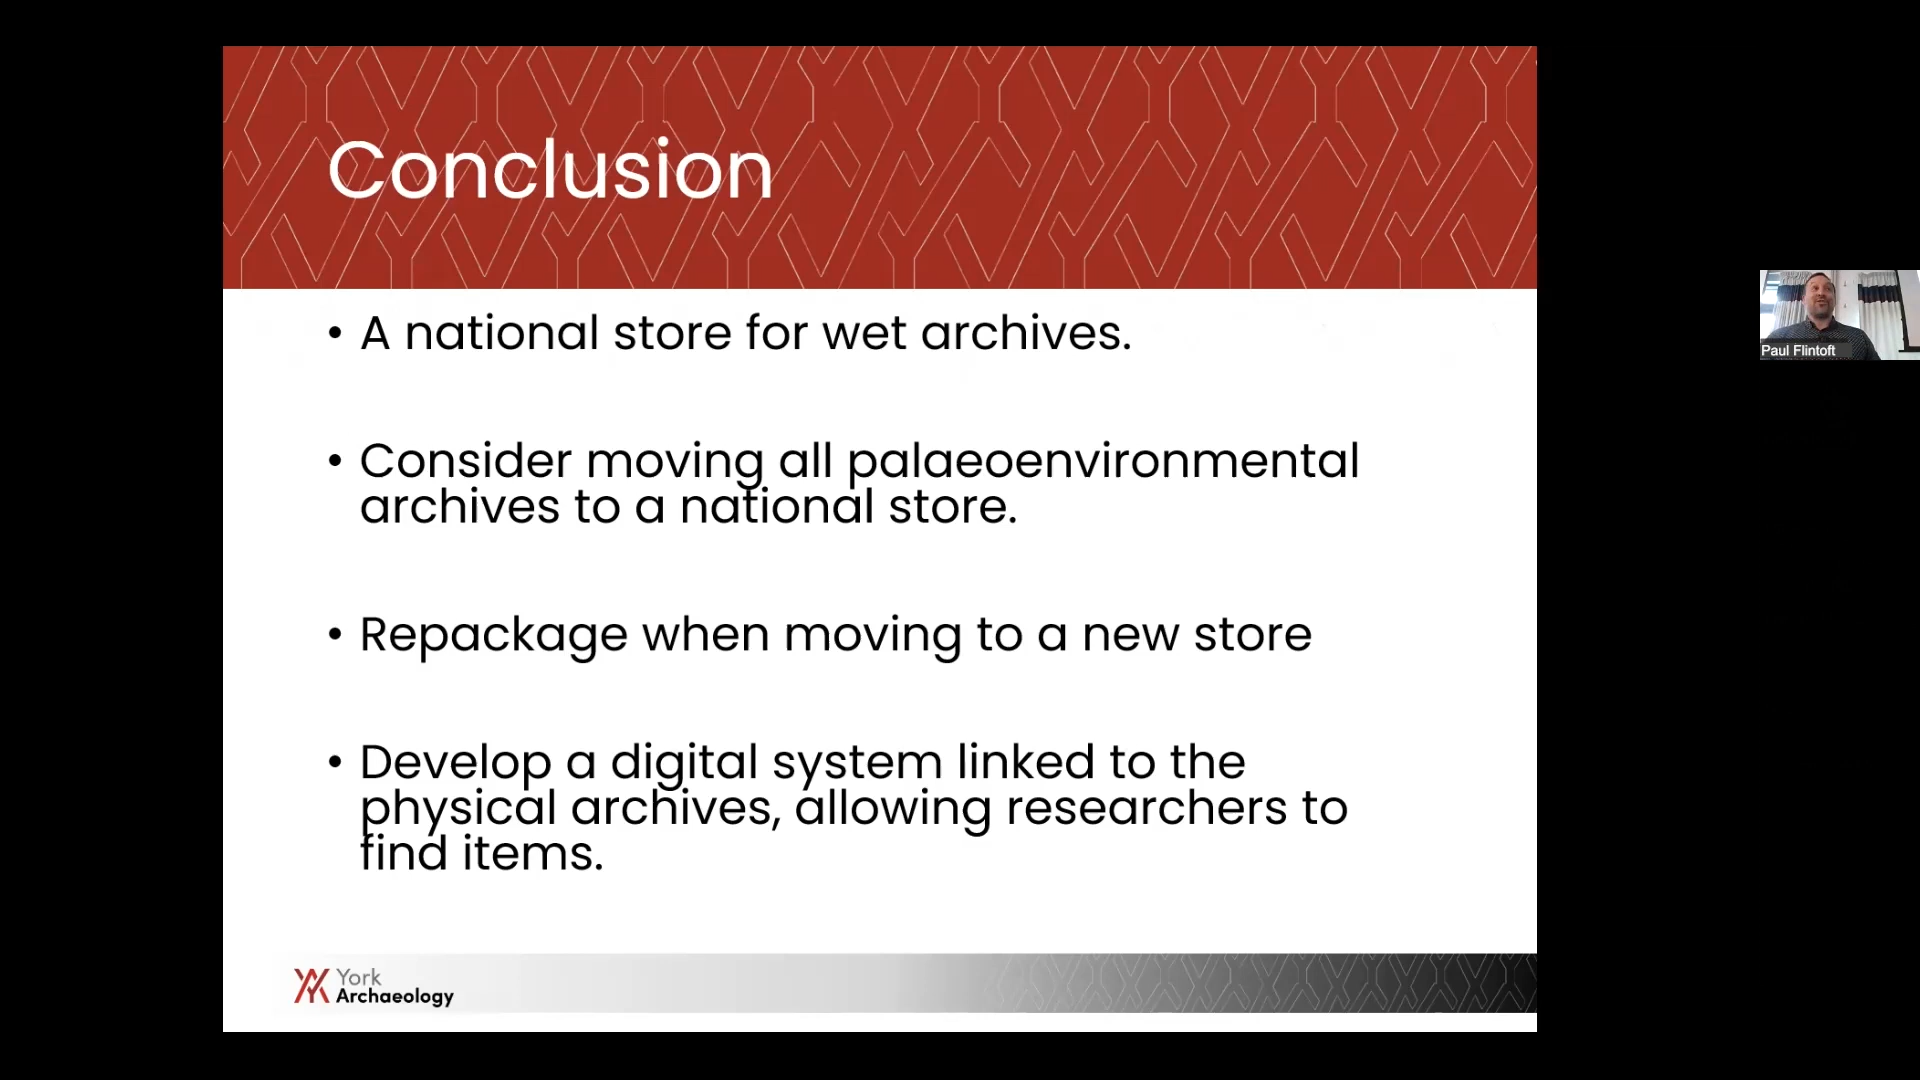 Conclusion
• A national store for wet archives.
• Consider moving all palaeoenvironmental
archives to a national store.
• Repackage when moving to a new store
• Develop a digital system linked to the
physical archives, allowing researchers to
find items.
York
Archaeology
Paul Flintoft